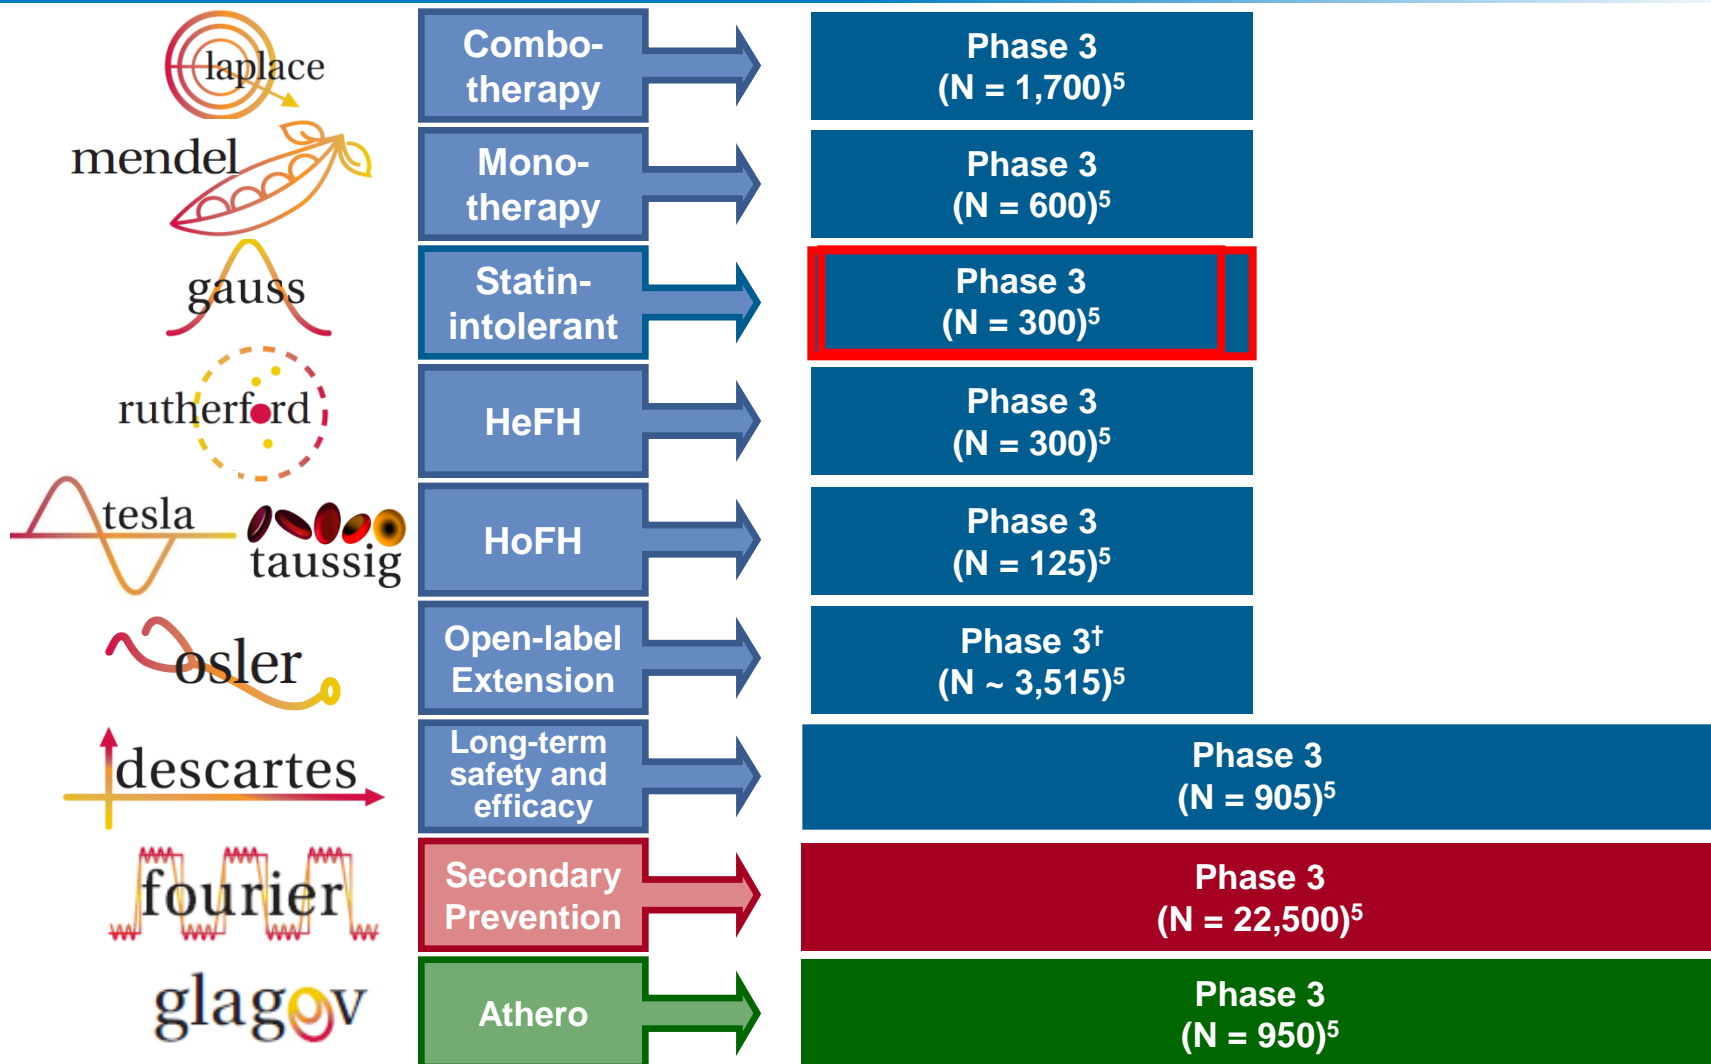 laplace
Combo-
therapy
Phase 3
(N = 1,700)⁵
mendel
Mono-
therapy
Phase 3
(N = 600)⁵
gauss
Statin-
intolerant
Phase 3
(N = 300)⁵
rutherford
HeFH
Phase 3
(N = 300)⁵
tesla
taussig
HoFH
Phase 3
(N = 125)⁵
osler
Open-label
Extension
Phase 3†
(N ~ 3,515)⁵
descartes
Long-term
safety and
efficacy
Phase 3
(N = 905)⁵
fourier
Secondary
Prevention
Phase 3
(N = 22,500)⁵
glagov
Athero
Phase 3
(N = 950)⁵